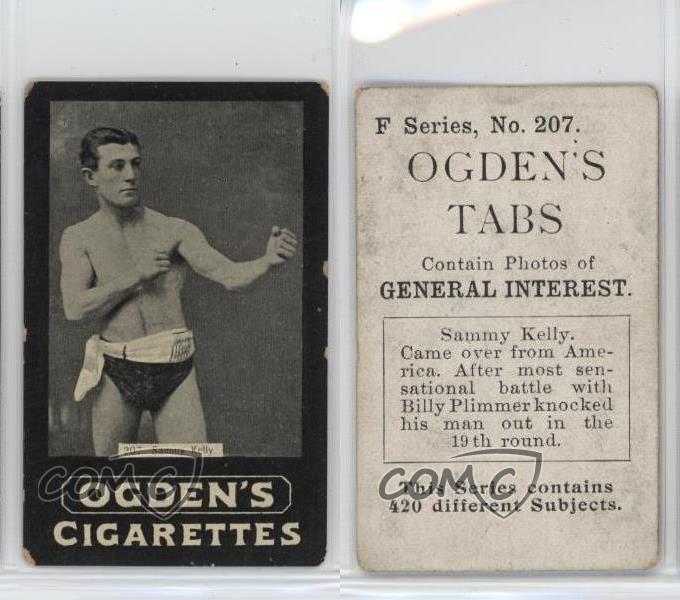 207 Sammy Kelly
OGDEN'S
CIGARETTES
COMC
F Series, No. 207.
OGDEN'S
TABS
Contain Photos of
GENERAL INTEREST.
Sammy Kelly.
Came over from Ame-
rica. After most sen-
sational battle with
Billy Plimmer knocked
his man out in the
19th round.
This Series contains
420 different Subjects.
COMC